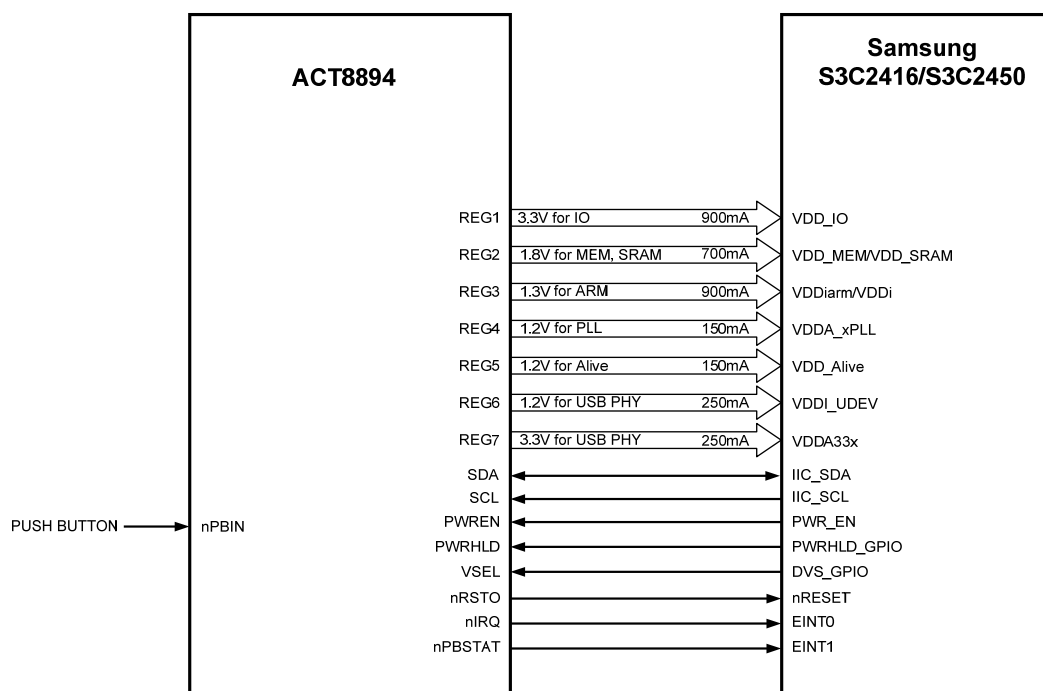 ACT8894
Samsung
S3C2416/S3C2450
REG1 3.3V for IO 900mA VDD_IO
REG2 1.8V for MEM, SRAM 700mA VDD_MEM/VDD_SRAM
REG3 1.3V for ARM 900mA VDDiarm/VDDi
REG4 1.2V for PLL 150mA VDDA_xPLL
REG5 1.2V for Alive 150mA VDD_Alive
REG6 1.2V for USB PHY 250mA VDDI_UDEV
REG7 3.3V for USB PHY 250mA VDDA33x
SDA IIC_SDA
SCL IIC_SCL
PUSH BUTTON nPBIN PWREN PWR_EN
PWRHLD PWRHLD_GPIO
VSEL DVS_GPIO
nRSTO nRESET
nIRQ EINT0
nPBSTAT EINT1